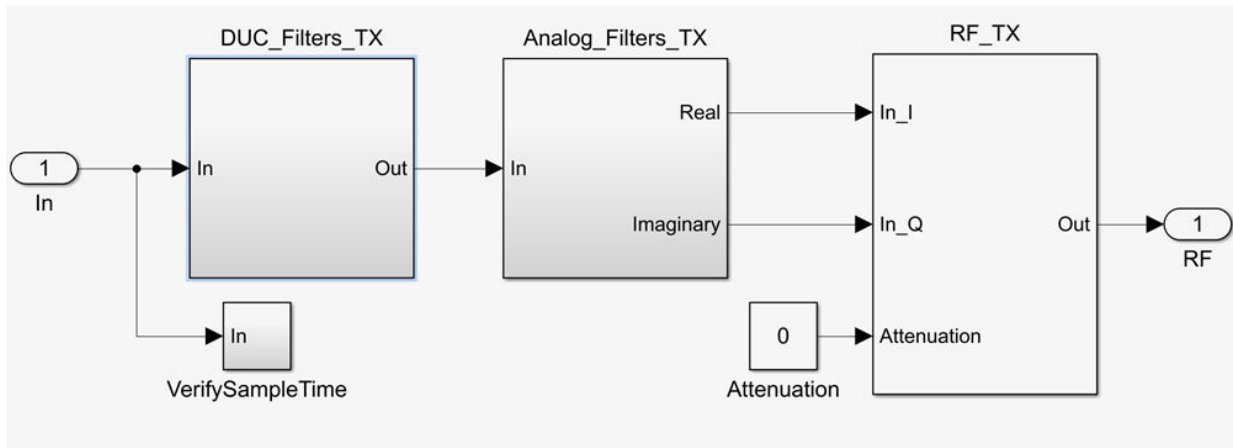 DUC_Filters_TX
Analog_Filters_TX
RF_TX
Real
In_I
1
In
Out
In
In
Imaginary
In_Q
Out
1
RF
In
VerifySampleTime
0
Attenuation
Attenuation